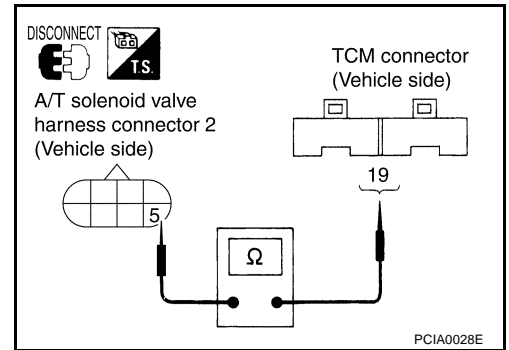 DISCONNECT
T.S.
A/T solenoid valve
harness connector 2
(Vehicle side)
TCM connector
(Vehicle side)
19
5
Ω
PCIA0028E